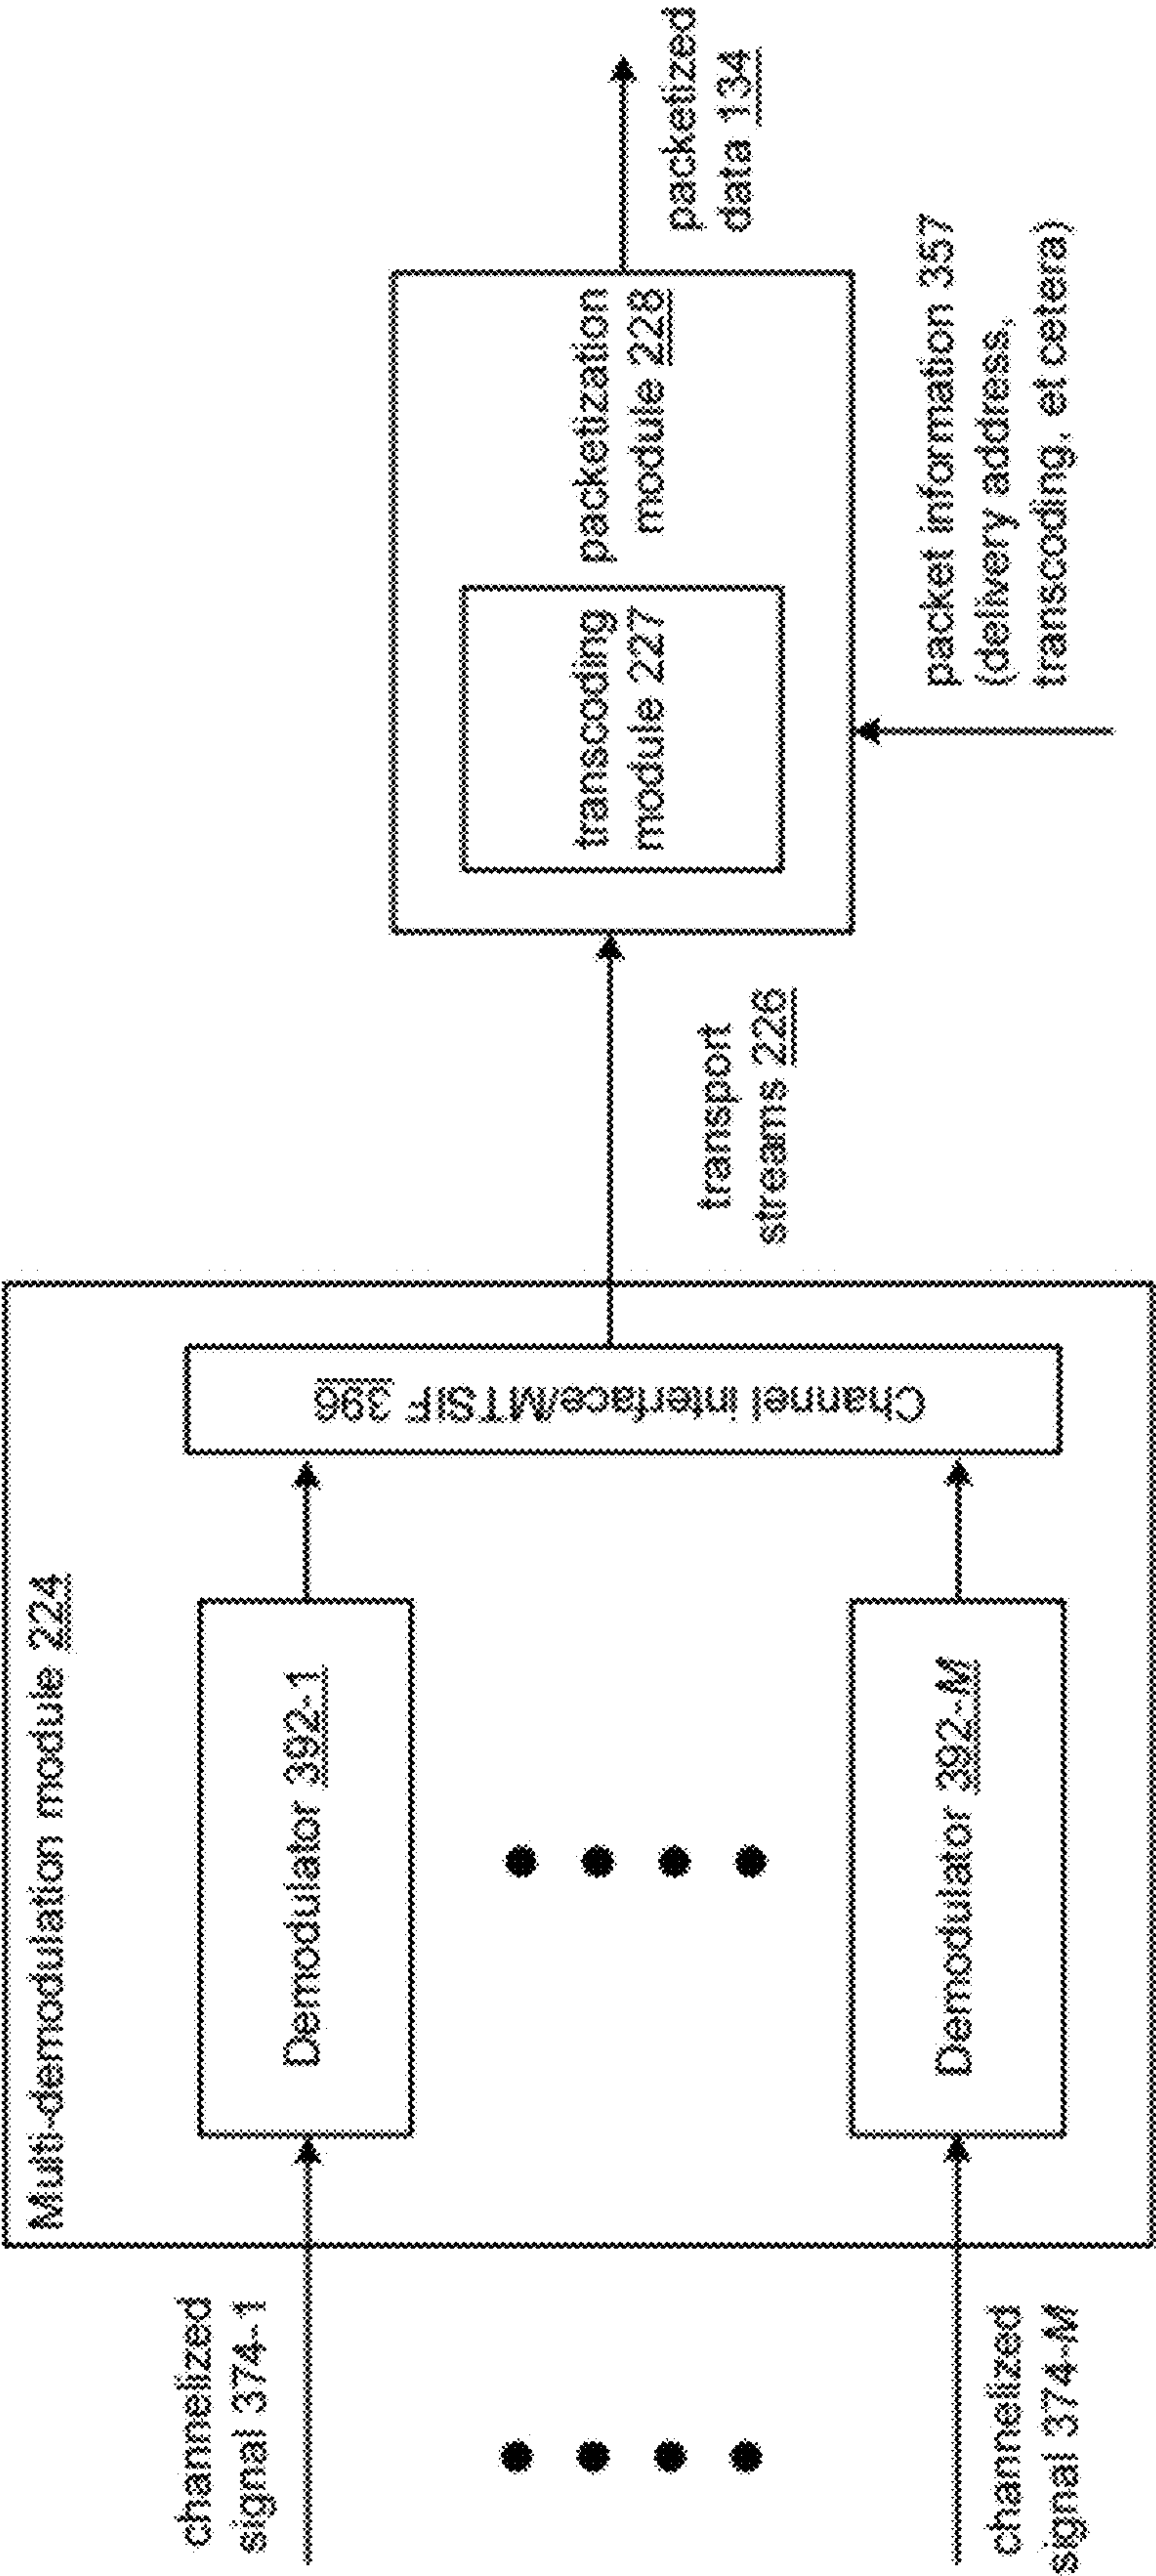 Multi-demodulation module 224
channelized
signal 374-1
Demodulator 392-1
channelized
signal 374-M
Demodulator 392-M
Channel interface/MTSIF 396
transport
streams 226
transcoding
module 227
packetization
module 228
packetized
data 134
packet information 357
(delivery address,
transcoding, et cetera)